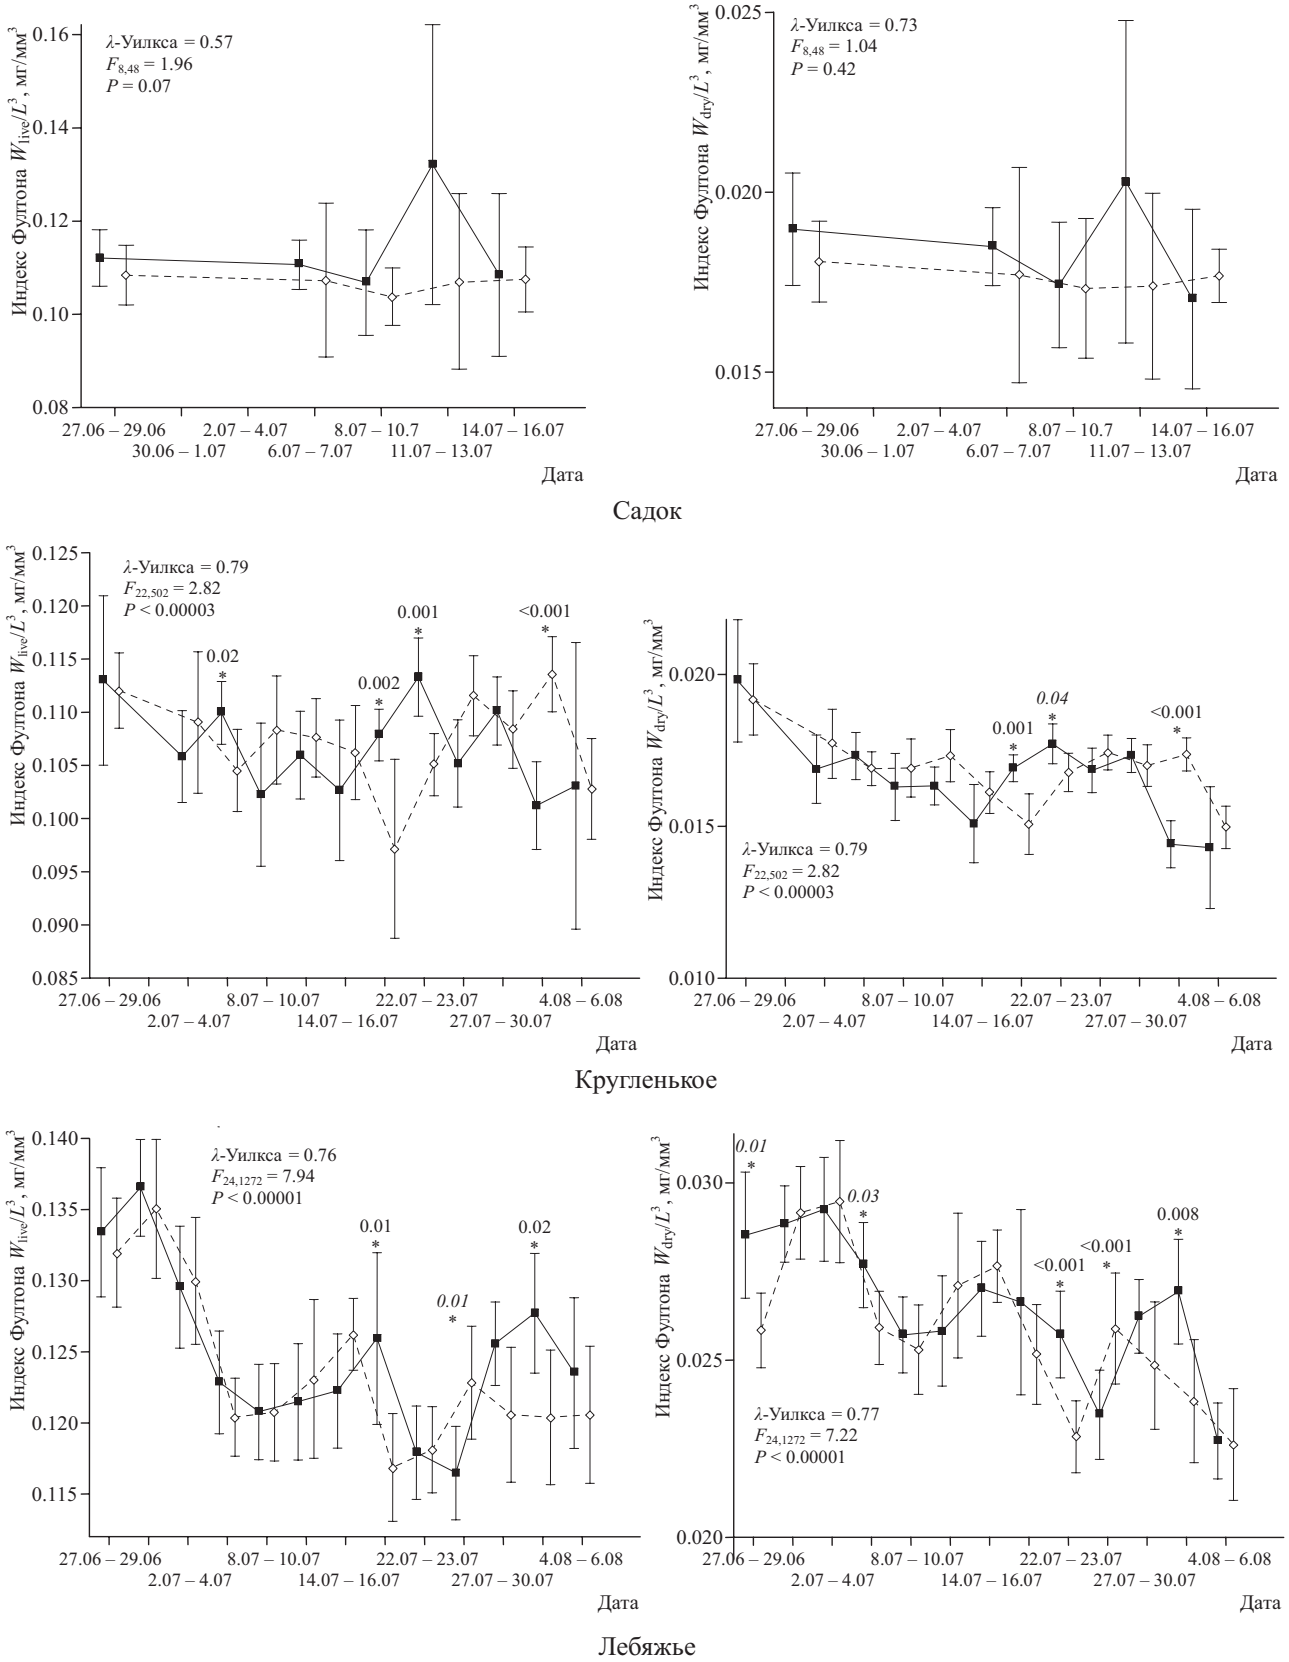 Индекс Фултона W_live/L³, мг/мм³
0.16
0.14
0.12
0.10
0.08
λ-Уилкса = 0.57
F8,48 = 1.96
P = 0.07
27.06 – 29.06 2.07 – 4.07 8.07 – 10.7 14.07 – 16.07
30.06 – 1.07 6.07 – 7.07 11.07 – 13.07
Дата
Индекс Фултона W_dry/L³, мг/мм³
0.025
0.020
0.015
λ-Уилкса = 0.73
F8,48 = 1.04
P = 0.42
27.06 – 29.06 2.07 – 4.07 8.07 – 10.7 14.07 – 16.07
30.06 – 1.07 6.07 – 7.07 11.07 – 13.07
Дата
Садок
Индекс Фултона W_live/L³, мг/мм³
0.125
0.120
0.115
0.110
0.105
0.100
0.095
0.090
0.085
λ-Уилкса = 0.79
F22,502 = 2.82
P < 0.00003
0.02
*
0.002
*
0.001
*
<0.001
*
27.06 – 29.06 8.07 – 10.07 22.07 – 23.07 4.08 – 6.08
2.07 – 4.07 14.07 – 16.07 27.07 – 30.07
Дата
Индекс Фултона W_dry/L³, мг/мм³
0.020
0.015
0.010
0.001
*
0.04
*
<0.001
*
λ-Уилкса = 0.79
F22,502 = 2.82
P < 0.00003
27.06 – 29.06 8.07 – 10.07 22.07 – 23.07 4.08 – 6.08
2.07 – 4.07 14.07 – 16.07 27.07 – 30.07
Дата
Кругленькое
Индекс Фултона W_live/L³, мг/мм³
0.140
0.135
0.130
0.125
0.120
0.115
λ-Уилкса = 0.76
F24,1272 = 7.94
P < 0.00001
0.01
*
0.01
*
0.02
*
27.06 – 29.06 8.07 – 10.07 22.07 – 23.07 4.08 – 6.08
2.07 – 4.07 14.07 – 16.07 27.07 – 30.07
Дата
Индекс Фултона W_dry/L³, мг/мм³
0.030
0.025
0.020
0.01
*
0.03
*
<0.001
*
<0.001
*
0.008
*
λ-Уилкса = 0.77
F24,1272 = 7.22
P < 0.00001
27.06 – 29.06 8.07 – 10.07 22.07 – 23.07 4.08 – 6.08
2.07 – 4.07 14.07 – 16.07 27.07 – 30.07
Дата
Лебяжье